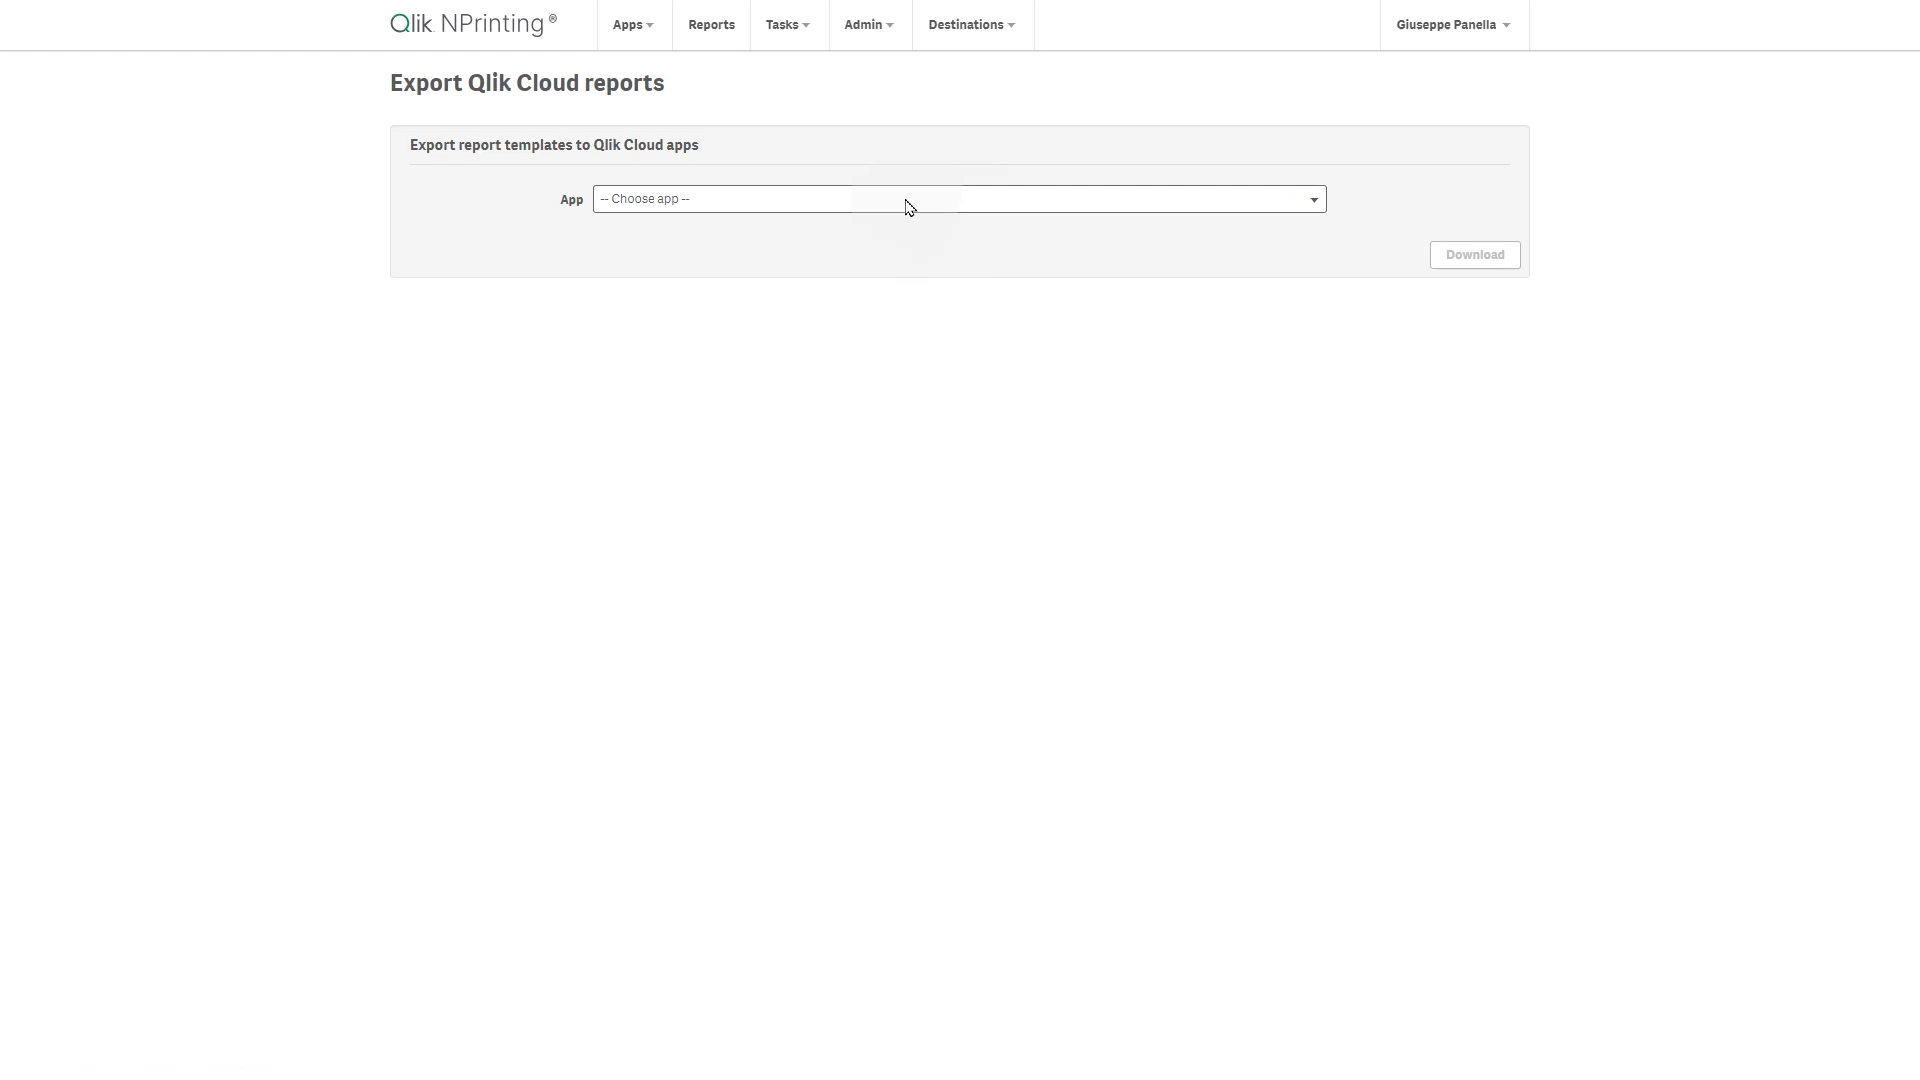 Qlik NPrinting ®
Apps
Reports
Tasks
Admin
Destinations
Giuseppe Panella
Export Qlik Cloud reports
Export report templates to Qlik Cloud apps
App
-- Choose app --
Download